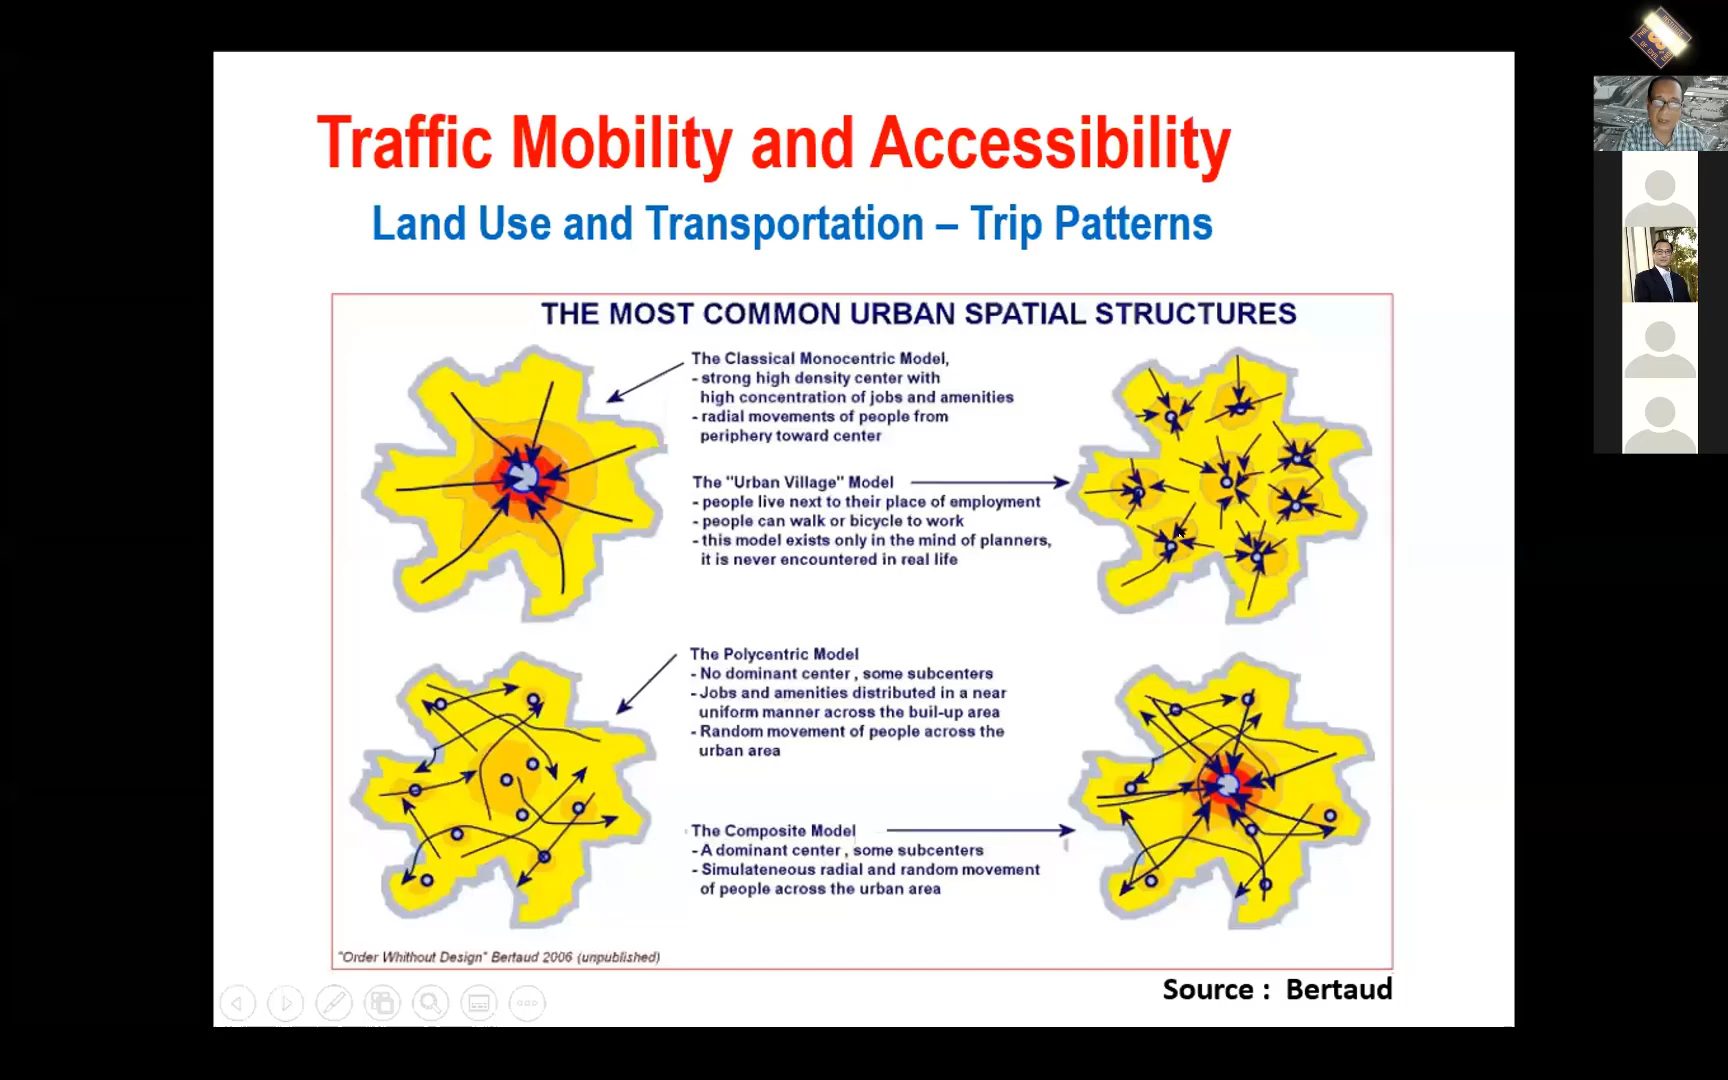 Traffic Mobility and Accessibility
Land Use and Transportation – Trip Patterns
THE MOST COMMON URBAN SPATIAL STRUCTURES
The Classical Monocentric Model,
- strong high density center with
high concentration of jobs and amenities
- radial movements of people from
periphery toward center
The "Urban Village" Model
- people live next to their place of employment
- people can walk or bicycle to work
- this model exists only in the mind of planners,
it is never encountered in real life
The Polycentric Model
- No dominant center , some subcenters
- Jobs and amenities distributed in a near
uniform manner across the buil-up area
- Random movement of people across the
urban area
The Composite Model
- A dominant center , some subcenters
- Simulateneous radial and random movement
of people across the urban area
"Order Whithout Design" Bertaud 2006 (unpublished)
Source : Bertaud